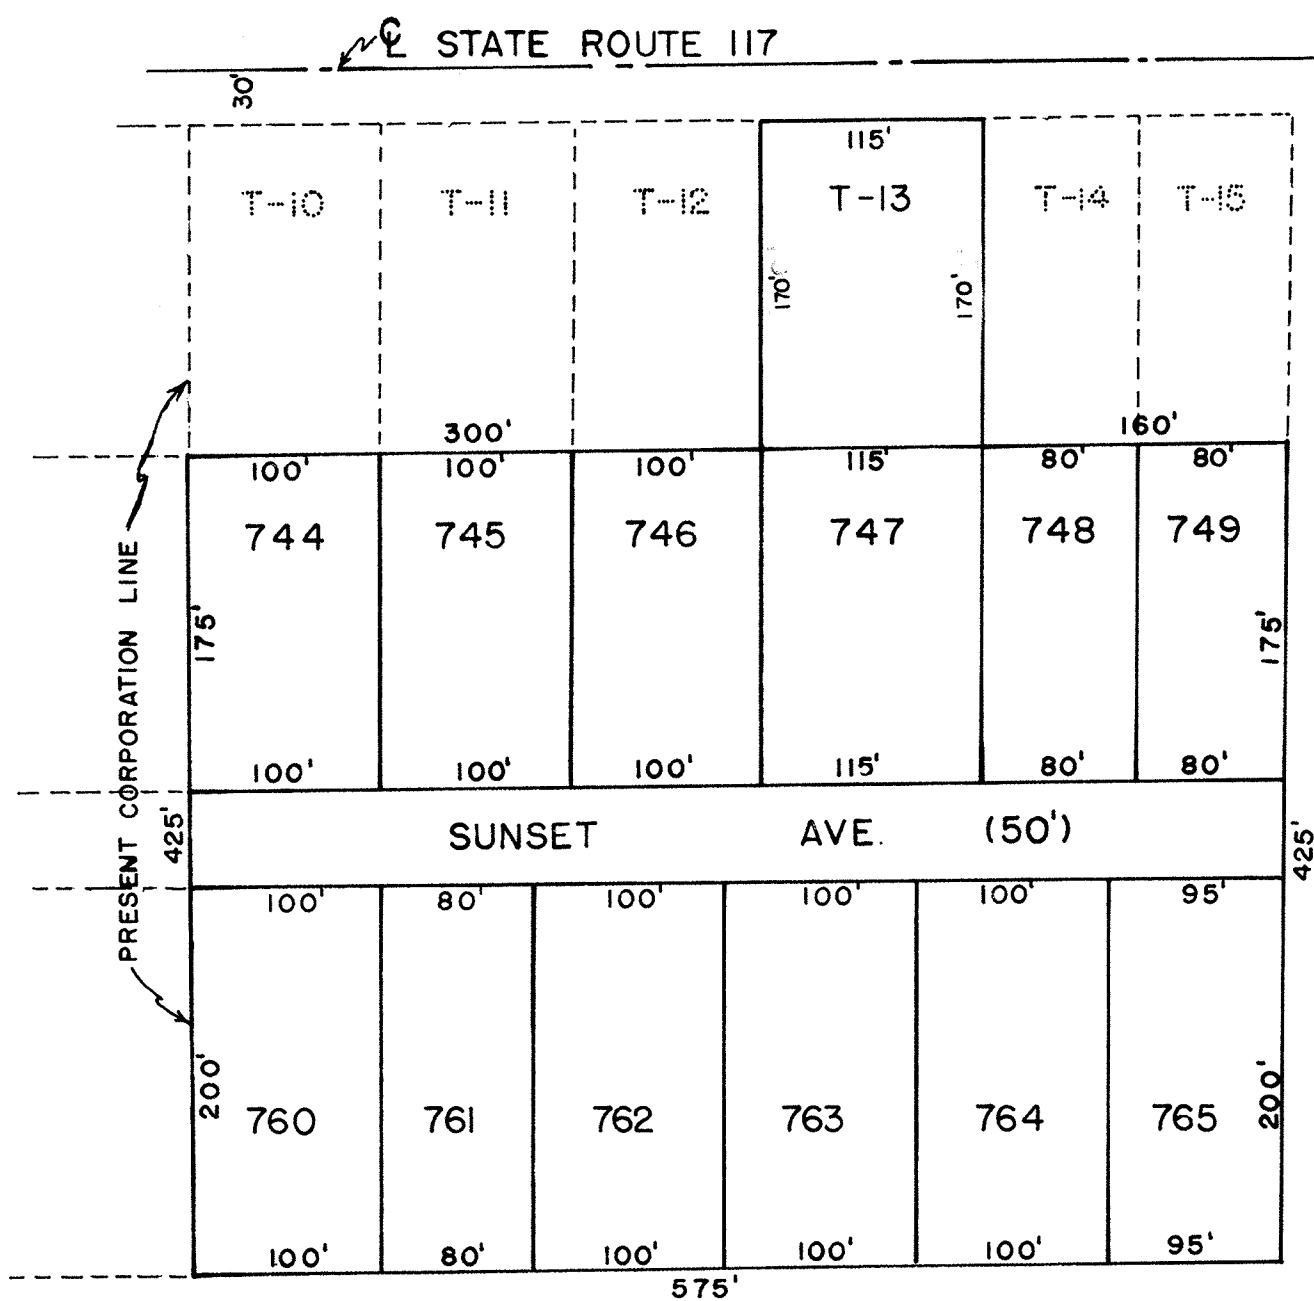 ℄ STATE ROUTE 117
30'
115'
T-10 T-11 T-12 T-13 T-14 T-15
170' 170'
300' 160'
100' 100' 100' 115' 80' 80'
744 745 746 747 748 749
175' 175'
PRESENT CORPORATION LINE
100' 100' 100' 115' 80' 80'
425' SUNSET AVE. (50') 425'
100' 80' 100' 100' 100' 95'
200' 200'
760 761 762 763 764 765
100' 80' 100' 100' 100' 95'
575'